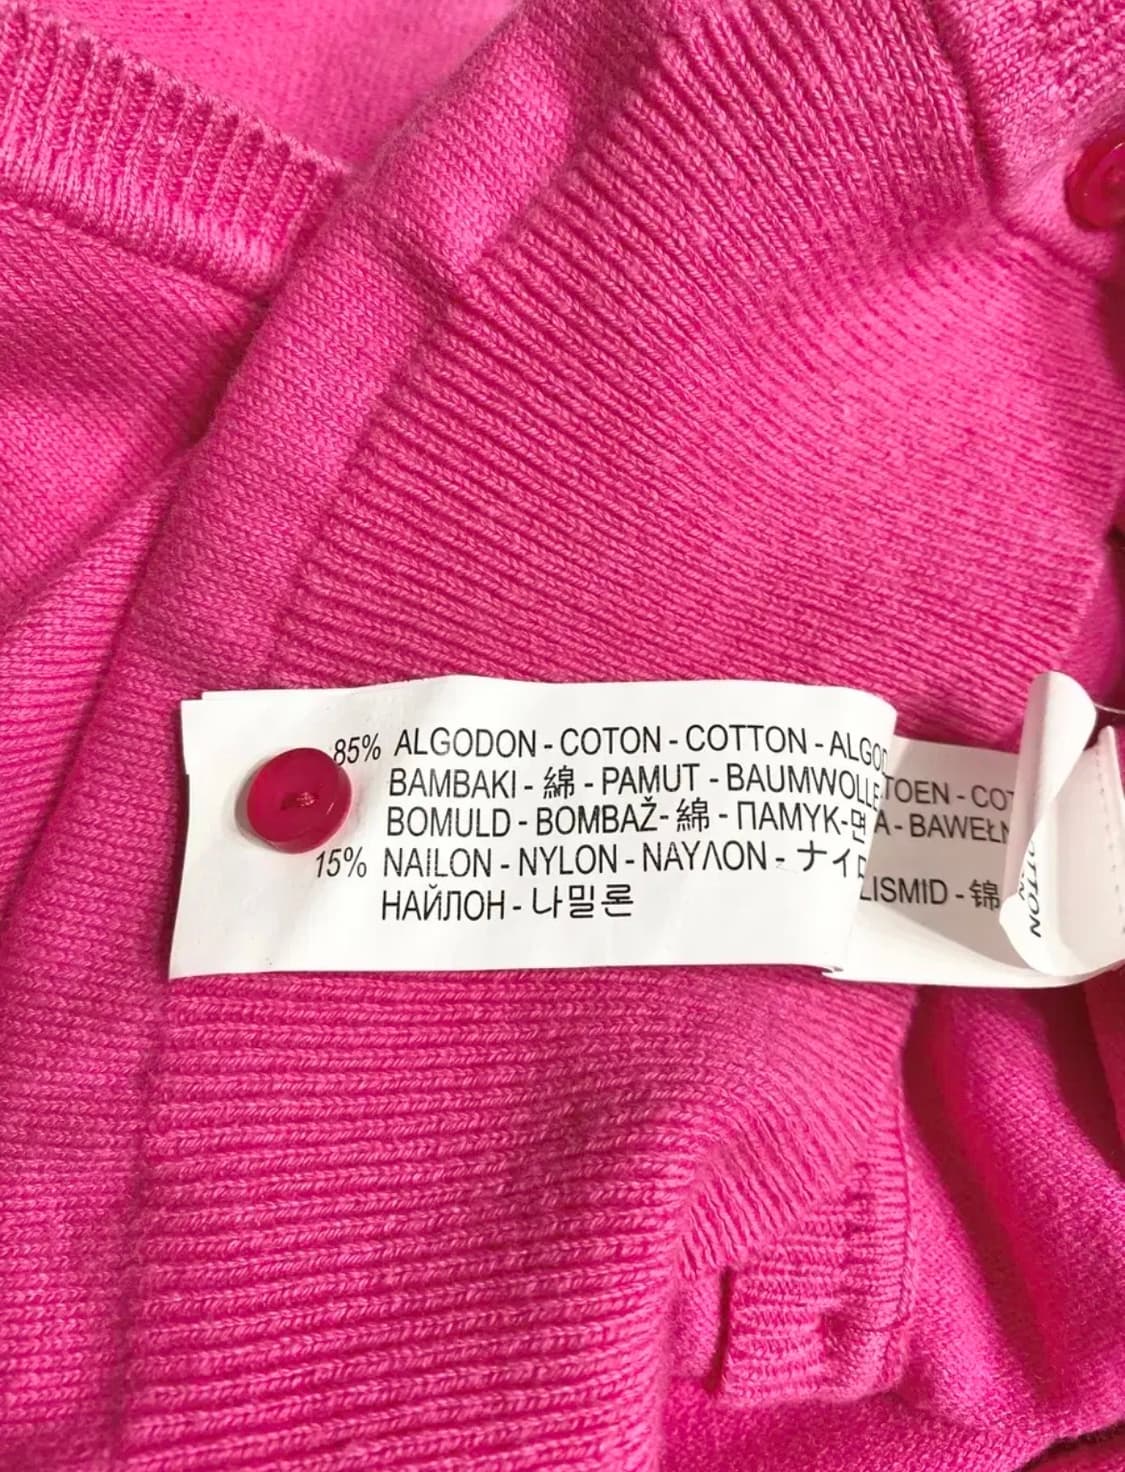 85% ALGODON - COTON - COTTON - ALGOD
BAMBAKI - 綿 - PAMUT - BAUMWOLLE
BOMULD - BOMBAŽ- 綿 - ПАМУК-면
15% NAILON - NYLON - ΝΑΥΛΟΝ - ナイロ
НАЙЛОН - 나밀론
TOEN - COT
A - BAWEŁN
LISMID - 锦